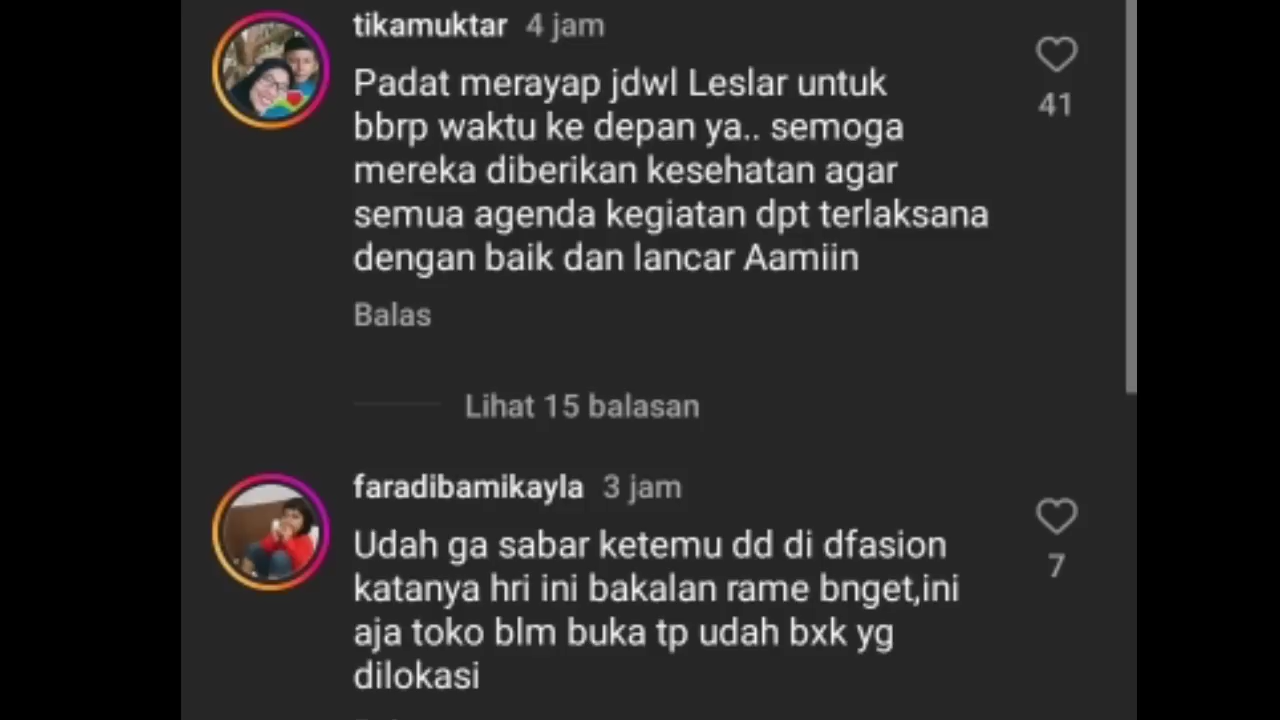 tikamuktar 4 jam
Padat merayap jdwl Leslar untuk
bbrp waktu ke depan ya.. semoga
mereka diberikan kesehatan agar
semua agenda kegiatan dpt terlaksana
dengan baik dan lancar Aamiin
41
Balas
Lihat 15 balasan
faradibamikayla 3 jam
Udah ga sabar ketemu dd di dfasion
katanya hri ini bakalan rame bnget,ini
aja toko blm buka tp udah bxk yg
dilokasi
7